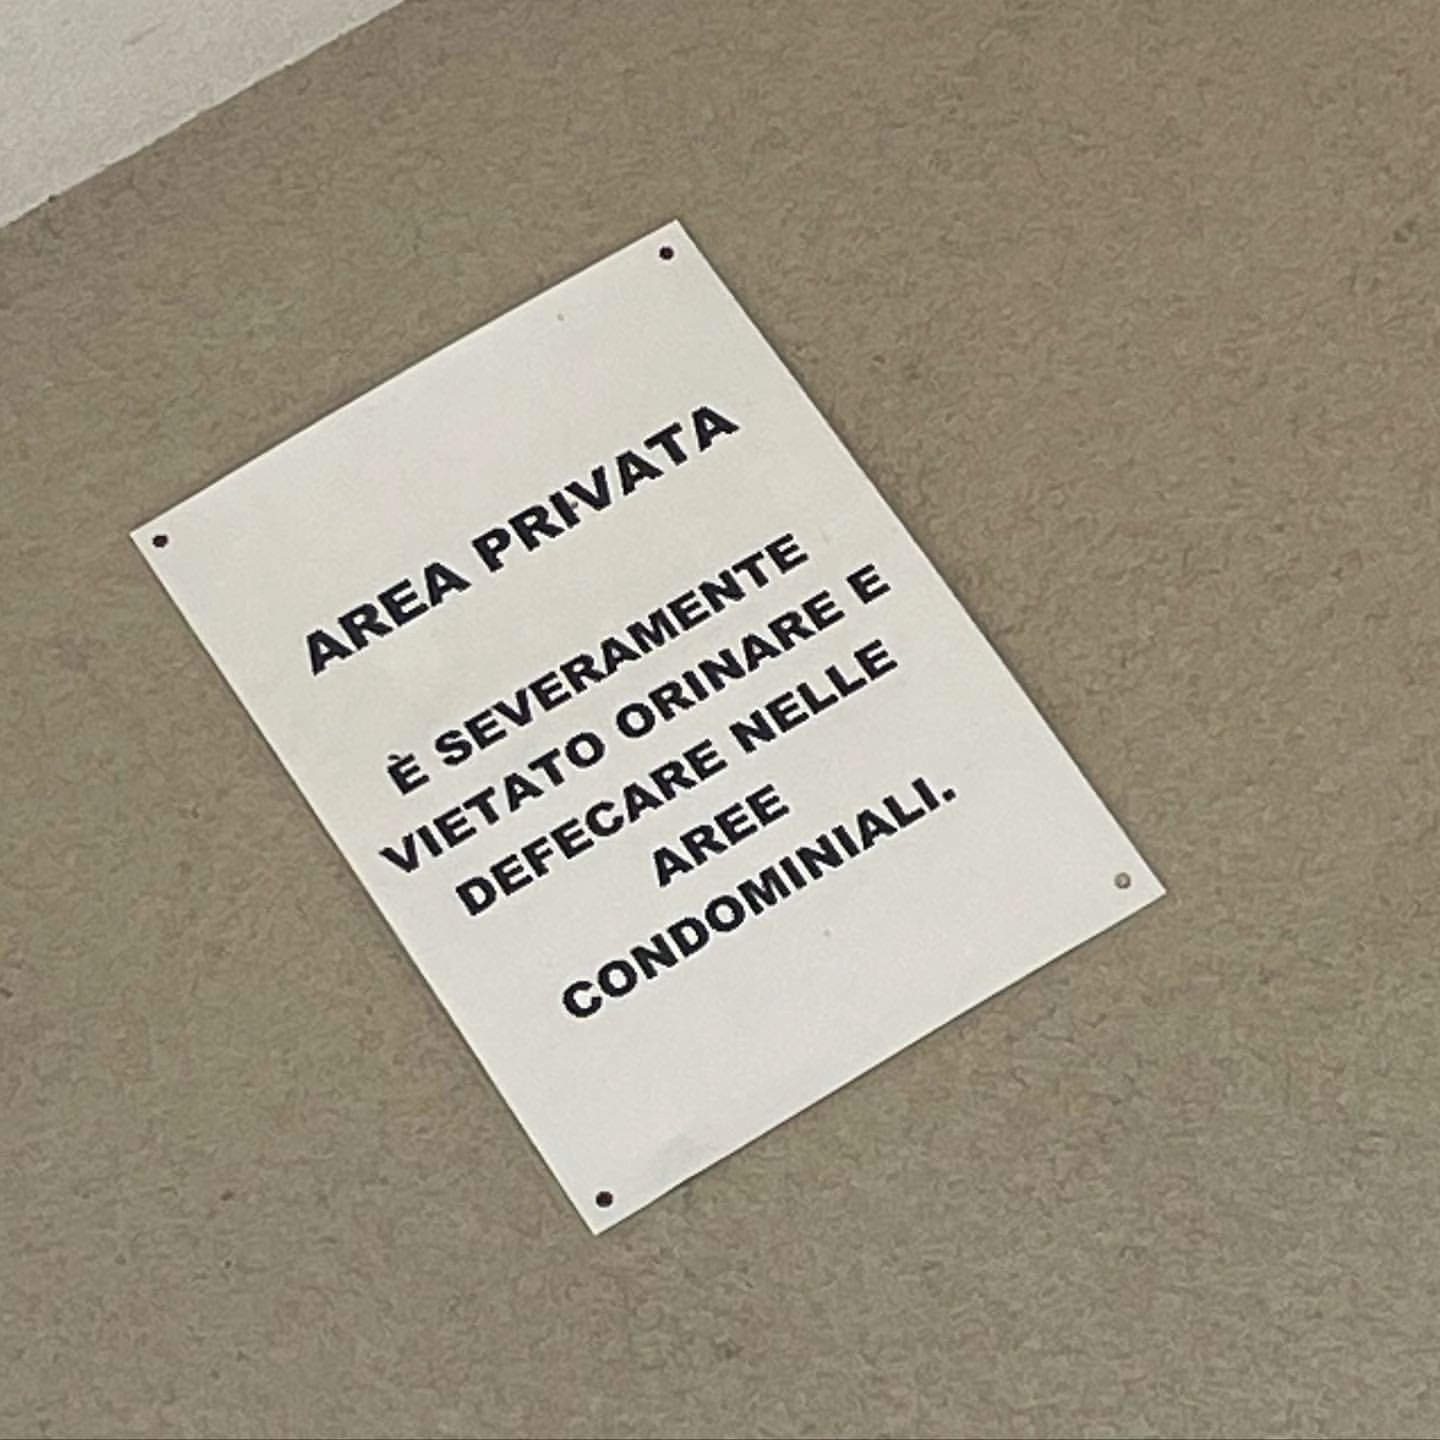 AREA PRIVATA
È SEVERAMENTE
VIETATO ORINARE E
DEFECARE NELLE
AREE
CONDOMINIALI.